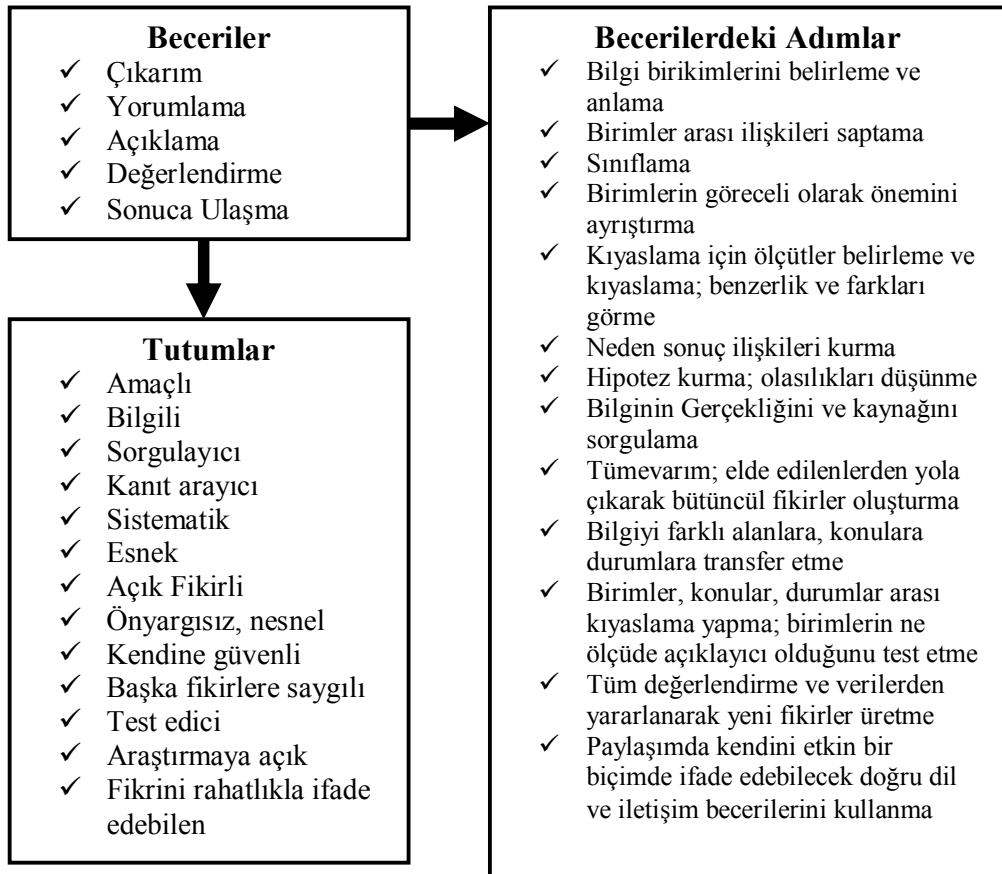 Beceriler
✓ Çıkarım
✓ Yorumlama
✓ Açıklama
✓ Değerlendirme
✓ Sonuca Ulaşma
Tutumlar
✓ Amaçlı
✓ Bilgili
✓ Sorgulayıcı
✓ Kanıt arayıcı
✓ Sistematik
✓ Esnek
✓ Açık Fikirli
✓ Önyargısız, nesnel
✓ Kendine güvenli
✓ Başka fikirlere saygılı
✓ Test edici
✓ Araştırmaya açık
✓ Fikrini rahatlıkla ifade
edebilen
Becerilerdeki Adımlar
✓ Bilgi birikimlerini belirleme ve
anlama
✓ Birimler arası ilişkileri saptama
✓ Sınıflama
✓ Birimlerin göreceli olarak önemini
ayrıştırma
✓ Kıyaslama için ölçütler belirleme ve
kıyaslama; benzerlik ve farkları
görme
✓ Neden sonuç ilişkileri kurma
✓ Hipotez kurma; olasılıkları düşünme
✓ Bilginin Gerçekliğini ve kaynağını
sorgulama
✓ Tümevarım; elde edilenlerden yola
çıkarak bütüncül fikirler oluşturma
✓ Bilgiyi farklı alanlara, konulara
durumlara transfer etme
✓ Birimler, konular, durumlar arası
kıyaslama yapma; birimlerin ne
ölçüde açıklayıcı olduğunu test etme
✓ Tüm değerlendirme ve verilerden
yararlanarak yeni fikirler üretme
✓ Paylaşımda kendini etkin bir
biçimde ifade edebilecek doğru dil
ve iletişim becerilerini kullanma